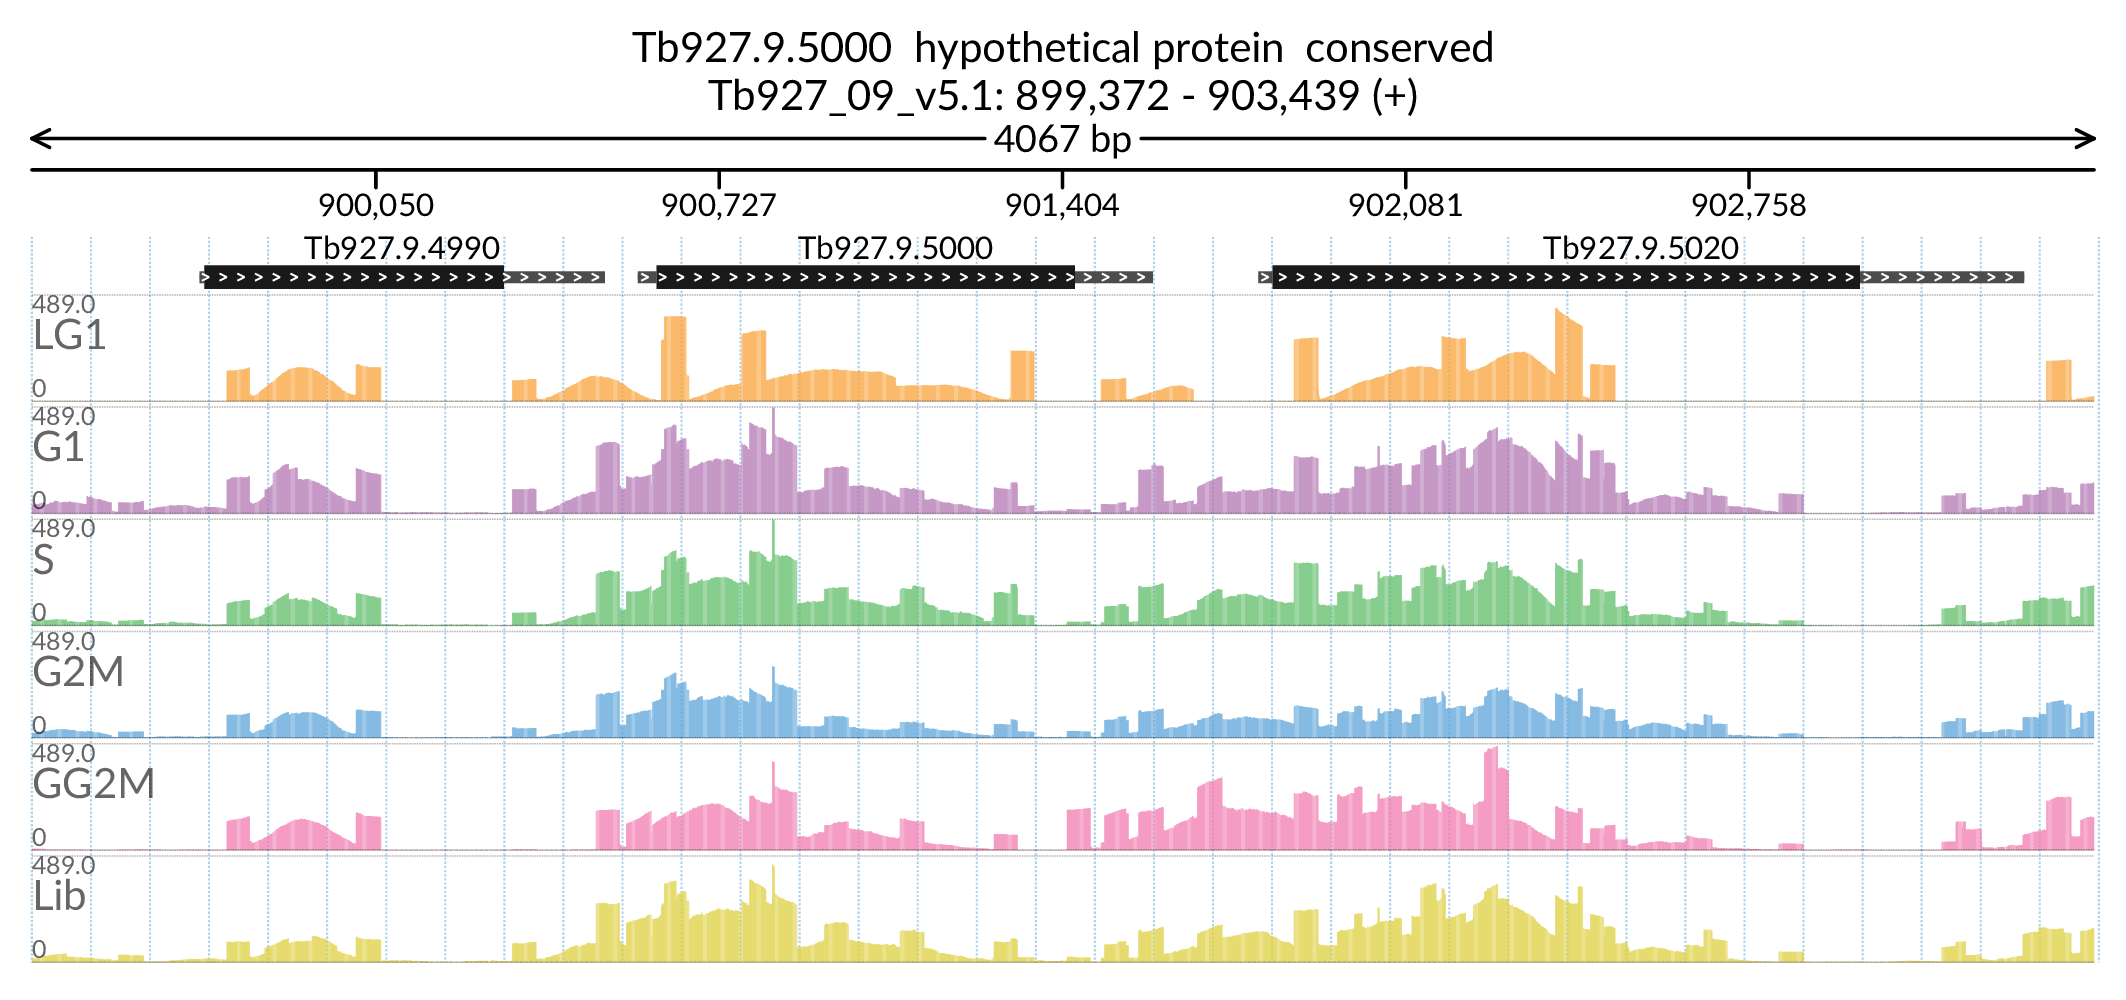 Tb927.9.5000  hypothetical protein  conserved
Tb927_09_v5.1: 899,372 - 903,439 (+)
4067 bp
900,050 900,727 901,404 902,081 902,758
Tb927.9.4990 Tb927.9.5000 Tb927.9.5020
489.0
LG1
0
489.0
G1
0
489.0
S
0
489.0
G2M
0
489.0
GG2M
0
489.0
Lib
0